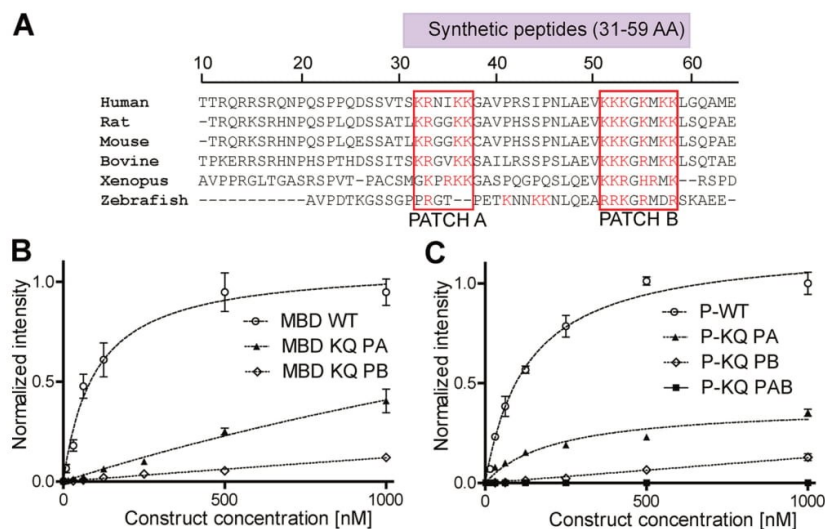 A
Synthetic peptides (31-59 AA)
10 20 30 40 50 60
Human TTRQRRSRQNPQSPPQDSSVTSKRNIKKGAVPRSIPNLAEVKKKGKMKKLGQAME
Rat -TRQRKSRHNPQSPLQDSSATLKRGGKKGAVPHSSPNLAEVKKKGKMKKLSQPAE
Mouse -TRQRKSRHNPQSPLQESSATLKRGGKKCAVPHSSPNLAEVKKKGKMKKLSQPAE
Bovine TPKERRSRHNHPSPTHDSSITSKRGVKKSAILRSSPSLAEVKKKGRMKKLSQTAE
Xenopus AVPPRGLTGASRSPVT-PACSMGKPRKKGASPQGPQSLQEVKKRGHRMK-RSPD
Zebrafish -----------AVPDTKGSSGPPRGT--PETKNNKKNLQEARRKGRMDRSKAEE-
PATCH A PATCH B
B
Normalized intensity
1.0
0.5
0.0
0 500 1000
Construct concentration [nM]
MBD WT
MBD KQ PA
MBD KQ PB
C
Normalized intensity
1.0
0.5
0.0
0 500 1000
Construct concentration [nM]
P-WT
P-KQ PA
P-KQ PB
P-KQ PAB